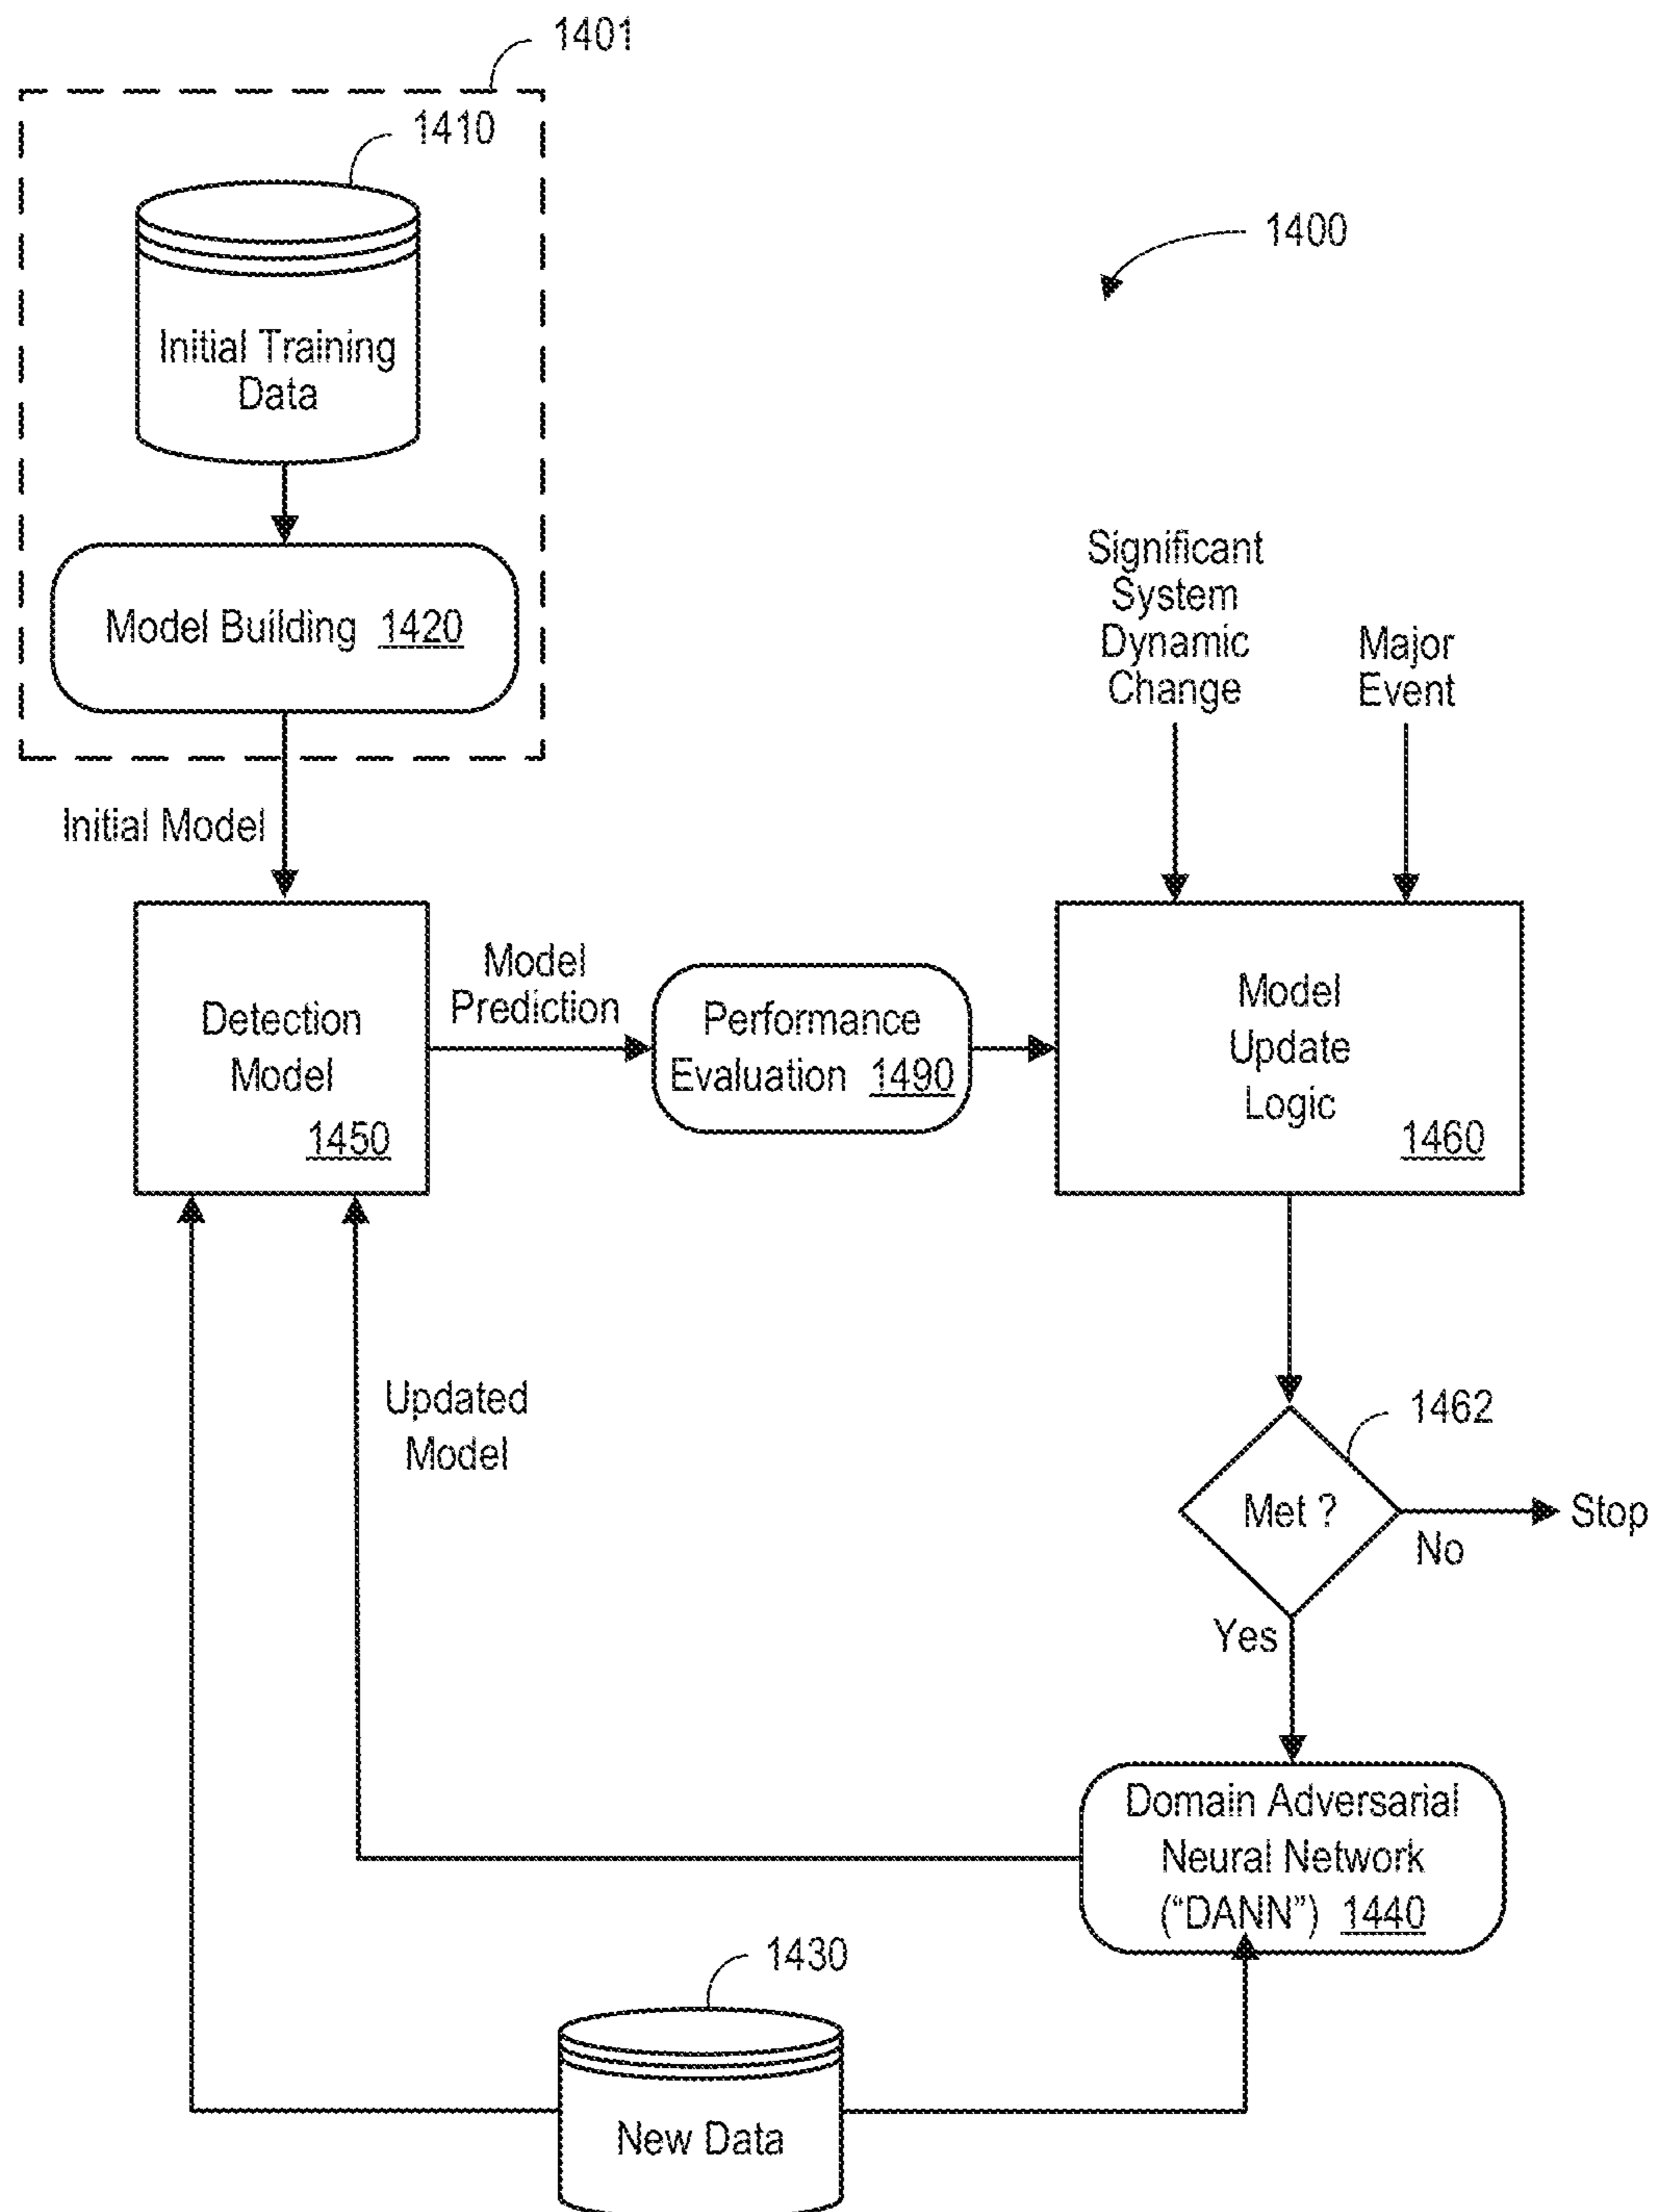 1401
1410
Initial Training
Data
1400
Model Building 1420
Significant
System
Dynamic
Change
Major
Event
Initial Model
Detection
Model
1450
Model
Prediction
Performance
Evaluation 1490
Model
Update
Logic
1460
Updated
Model
1462
Met ?
No
Stop
Yes
Domain Adversarial
Neural Network
(“DANN”) 1440
1430
New Data